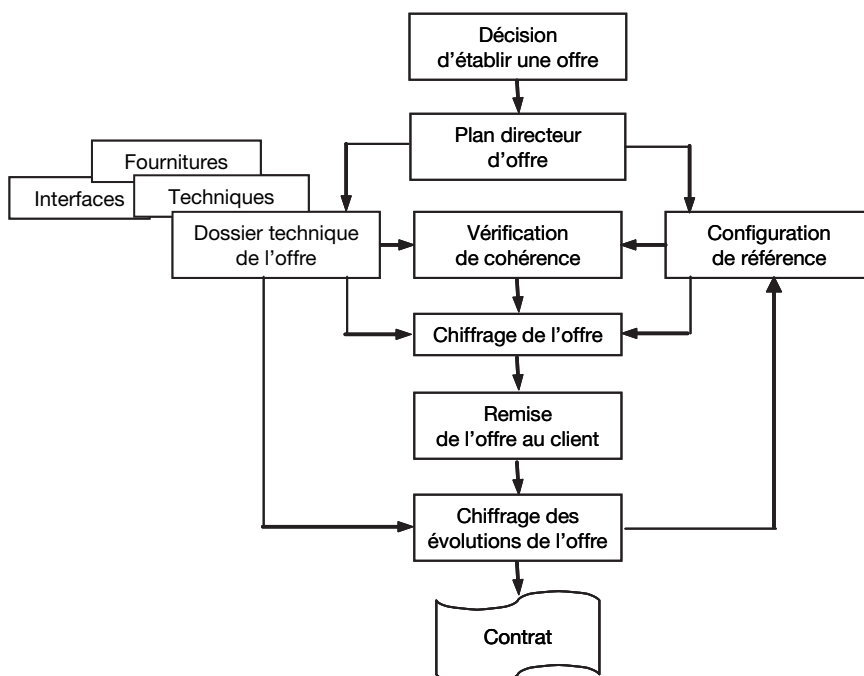 Décision
d’établir une offre
Plan directeur
d’offre
Fournitures
Interfaces
Techniques
Dossier technique
de l’offre
Vérification
de cohérence
Configuration
de référence
Chiffrage de l’offre
Remise
de l’offre au client
Chiffrage des
évolutions de l’offre
Contrat